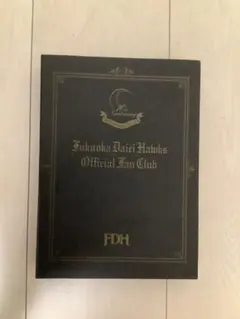 Fukuoka Daiei Hawks
Official Fan Club
FDH